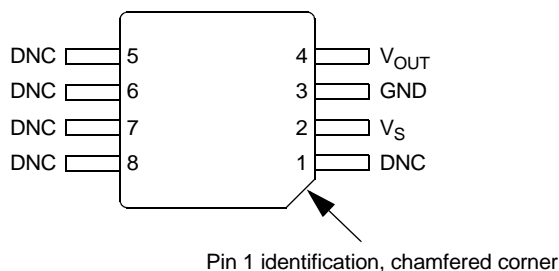 DNC 5 4 VOUT
DNC 6 3 GND
DNC 7 2 VS
DNC 8 1 DNC
Pin 1 identification, chamfered corner